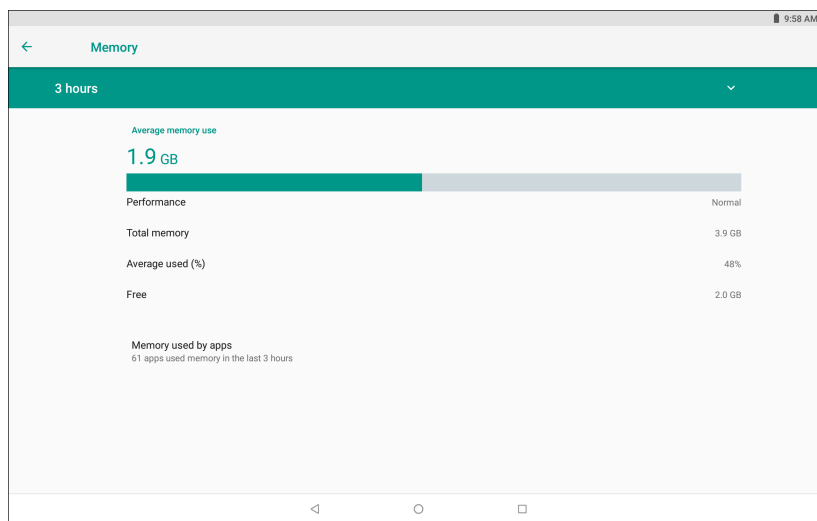 9:58 AM
Memory
3 hours
Average memory use
1.9 GB
Performance Normal
Total memory 3.9 GB
Average used (%) 48%
Free 2.0 GB
Memory used by apps
61 apps used memory in the last 3 hours